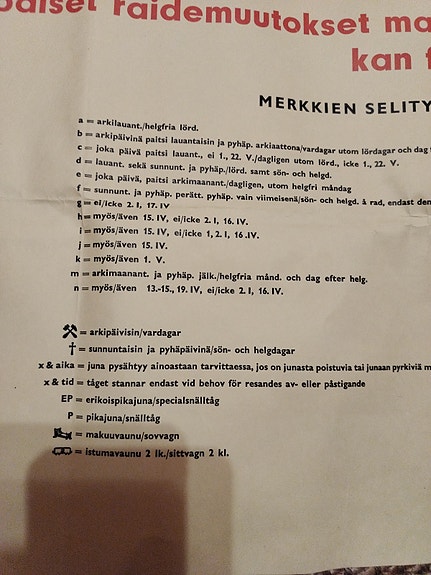 raidemuutokset
kan
MERKKIEN
a = arkilauant./helgfria lörd.
b = arkipäivinä paitsi lauantaisin ja pyhäp. arkiaattona/vardagar utom lördagar och dag
c = joka päivä paitsi lauant., ei 1., 22. V./dagligen utom lörd., icke 1., 22. V.
d = lauant. sekä sunnunt. ja pyhäp./lörd. samt sön- och helgd.
e = joka päivä, paitsi arkimaanant./dagligen, utom helgfri måndag
f = sunnunt. ja pyhäp. perätt. pyhäp. vain viimeisenä/sön- och helgd. å rad, endast den
g = ei/icke 2. I, 17. IV
h = myös/även 15. IV, ei/icke 2. I, 16. IV.
i = myös/även 15. IV, ei/icke 1, 2. I, 16 .IV.
j = myös/även 15. IV.
k = myös/även 1. V.
m = arkimaanant. ja pyhäp. jälk./helgfria månd. och dag efter helg.
n = myös/även 13.-15., 19. IV, ei/icke 2. I, 16. IV.
= arkipäivisin/vardagar
† = sunnuntaisin ja pyhäpäivinä/sön- och helgdagar
x & aika = juna pysähtyy ainoastaan tarvittaessa, jos on junasta poistuvia tai junaan pyrkiviä
x & tid = tåget stannar endast vid behov för resandes av- eller påstigande
EP = erikoispikajuna/specialsnälltåg
P = pikajuna/snälltåg
= makuuvaunu/sovvagn
= istumavaunu 2 lk./sittvagn 2 kl.